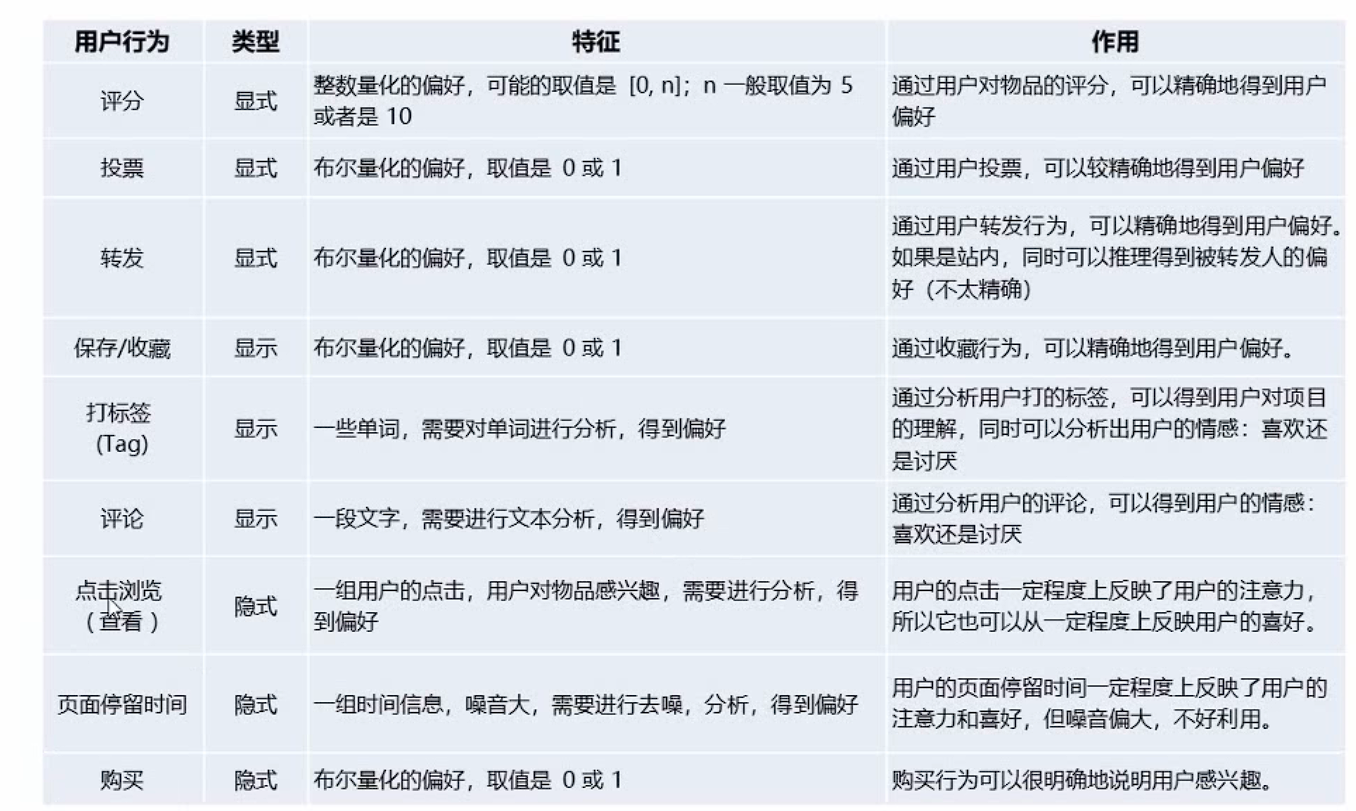 用户行为 类型 特征 作用
评分 显式 整数量化的偏好，可能的取值是 [0, n]；n 一般取值为 5
或者是 10
通过用户对物品的评分，可以精确地得到用户
偏好
投票 显式 布尔量化的偏好，取值是 0 或 1 通过用户投票，可以较精确地得到用户偏好
转发 显式 布尔量化的偏好，取值是 0 或 1
通过用户转发行为，可以精确地得到用户偏好。
如果是站内，同时可以推理得到被转发人的偏
好（不太精确）
保存/收藏 显示 布尔量化的偏好，取值是 0 或 1 通过收藏行为，可以精确地得到用户偏好。
打标签
(Tag)
显示 一些单词，需要对单词进行分析，得到偏好
通过分析用户打的标签，可以得到用户对项目
的理解，同时可以分析出用户的情感：喜欢还
是讨厌
评论 显示 一段文字，需要进行文本分析，得到偏好
通过分析用户的评论，可以得到用户的情感：
喜欢还是讨厌
点击浏览
（查看）
隐式
一组用户的点击，用户对物品感兴趣，需要进行分析，得
到偏好
用户的点击一定程度上反映了用户的注意力，
所以它也可以从一定程度上反映用户的喜好。
页面停留时间 隐式 一组时间信息，噪音大，需要进行去噪，分析，得到偏好
用户的页面停留时间一定程度上反映了用户的
注意力和喜好，但噪音偏大，不好利用。
购买 隐式 布尔量化的偏好，取值是 0 或 1 购买行为可以很明确地说明用户感兴趣。